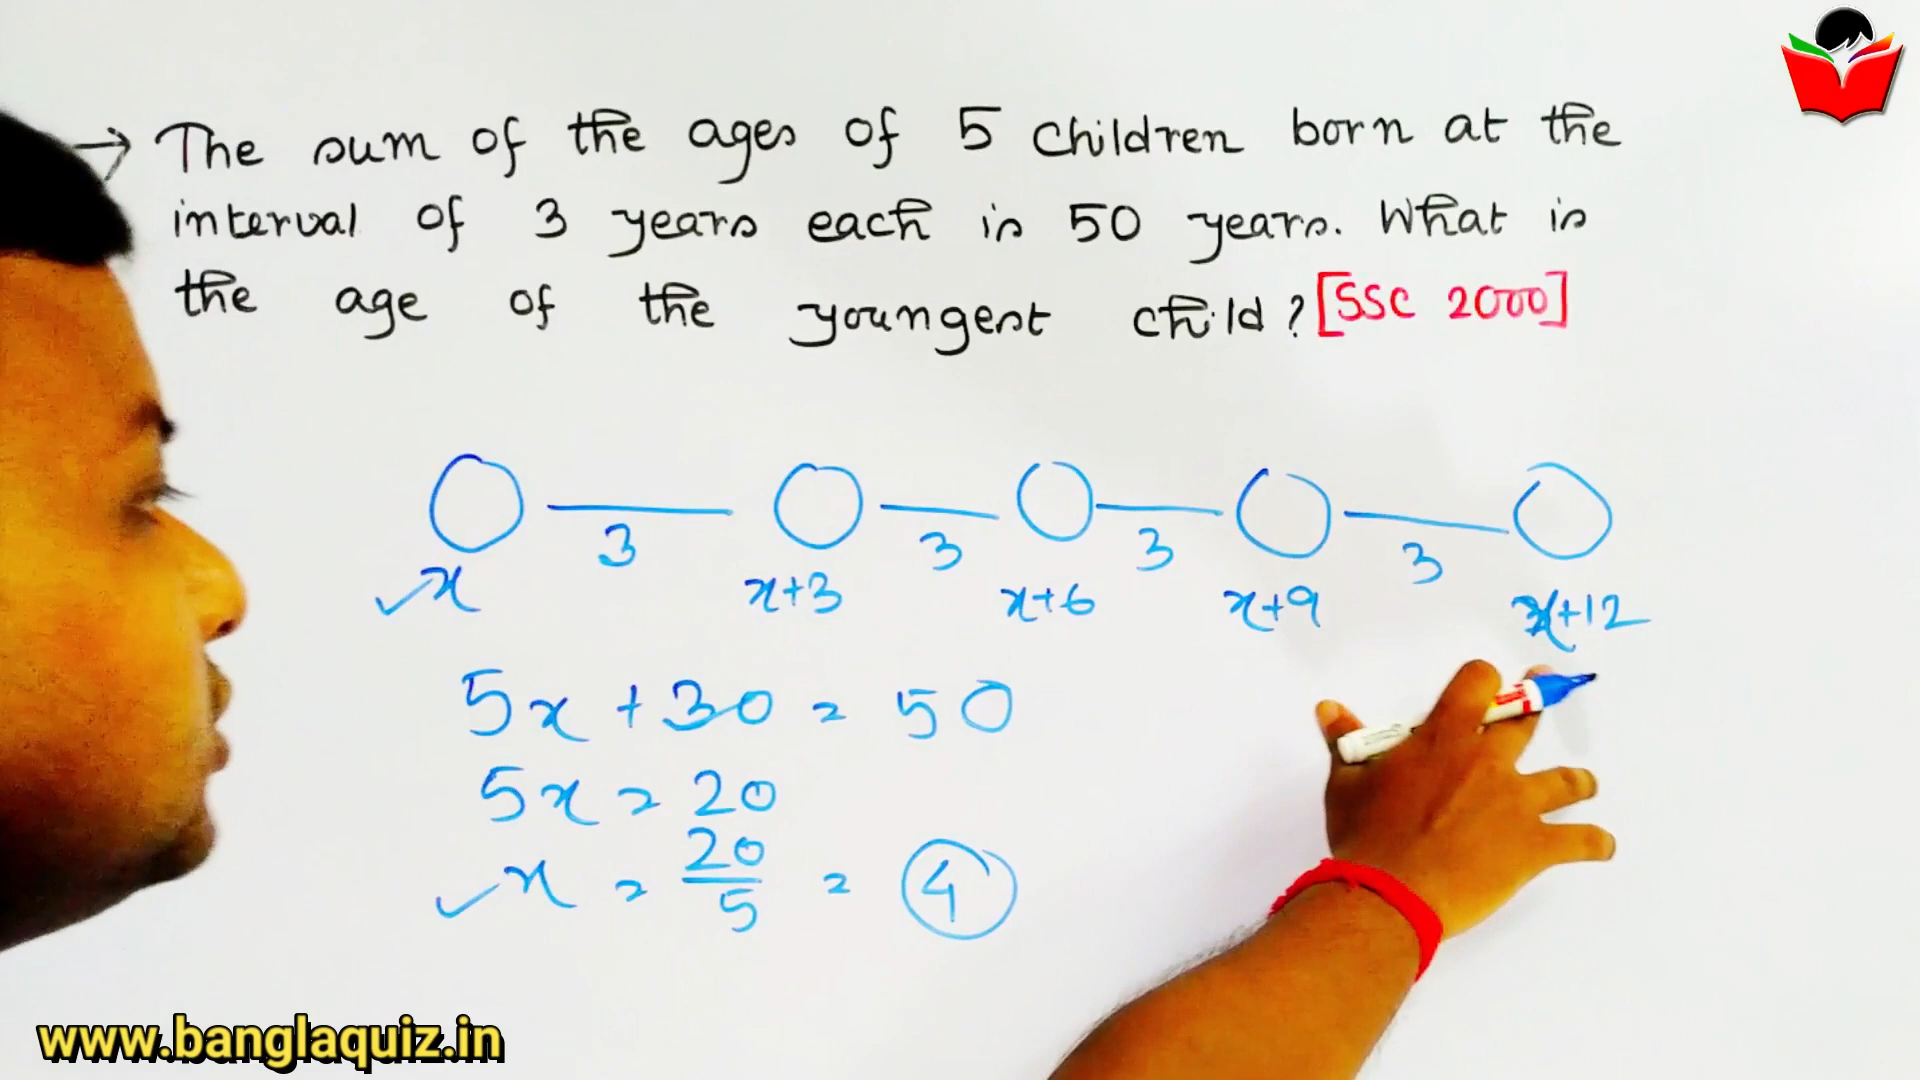 → The sum of the ages of 5 children born at the
interval of 3 years each is 50 years. What is
the age of the youngest child? [SSC 2000]
3 3 3 3
✓x x+3 x+6 x+9 x+12
5x + 30 = 50
5x = 20
✓x = 20/5 = 4
www.banglaquiz.in